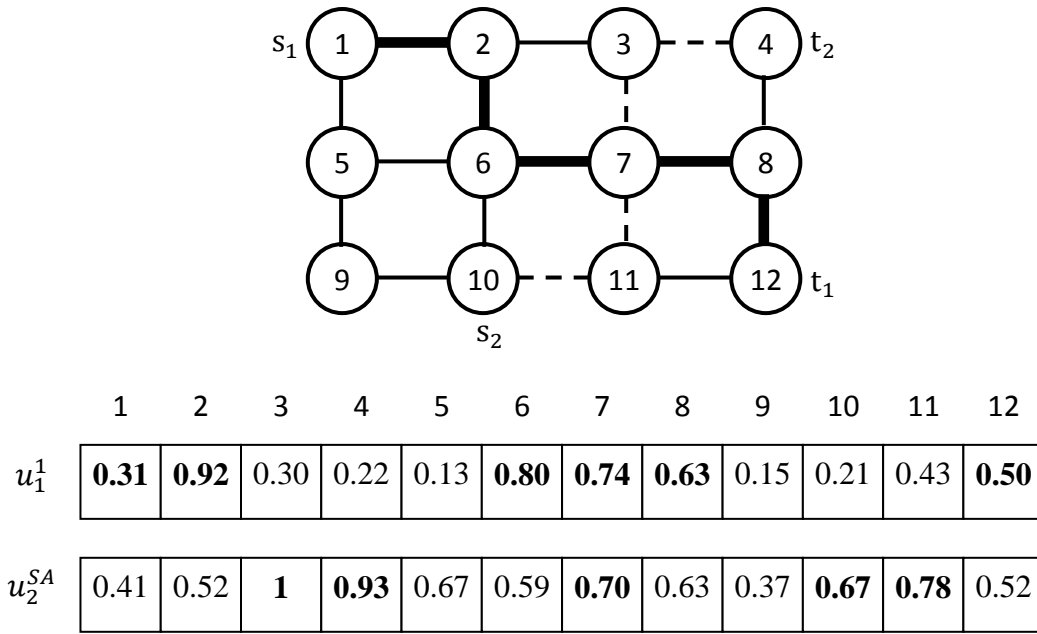 s₁ 1 2 3 4 t₂
5 6 7 8
9 10 11 12 t₁
s₂
1 2 3 4 5 6 7 8 9 10 11 12
u₁¹ 0.31 0.92 0.30 0.22 0.13 0.80 0.74 0.63 0.15 0.21 0.43 0.50
u₂ˢᴬ 0.41 0.52 1 0.93 0.67 0.59 0.70 0.63 0.37 0.67 0.78 0.52